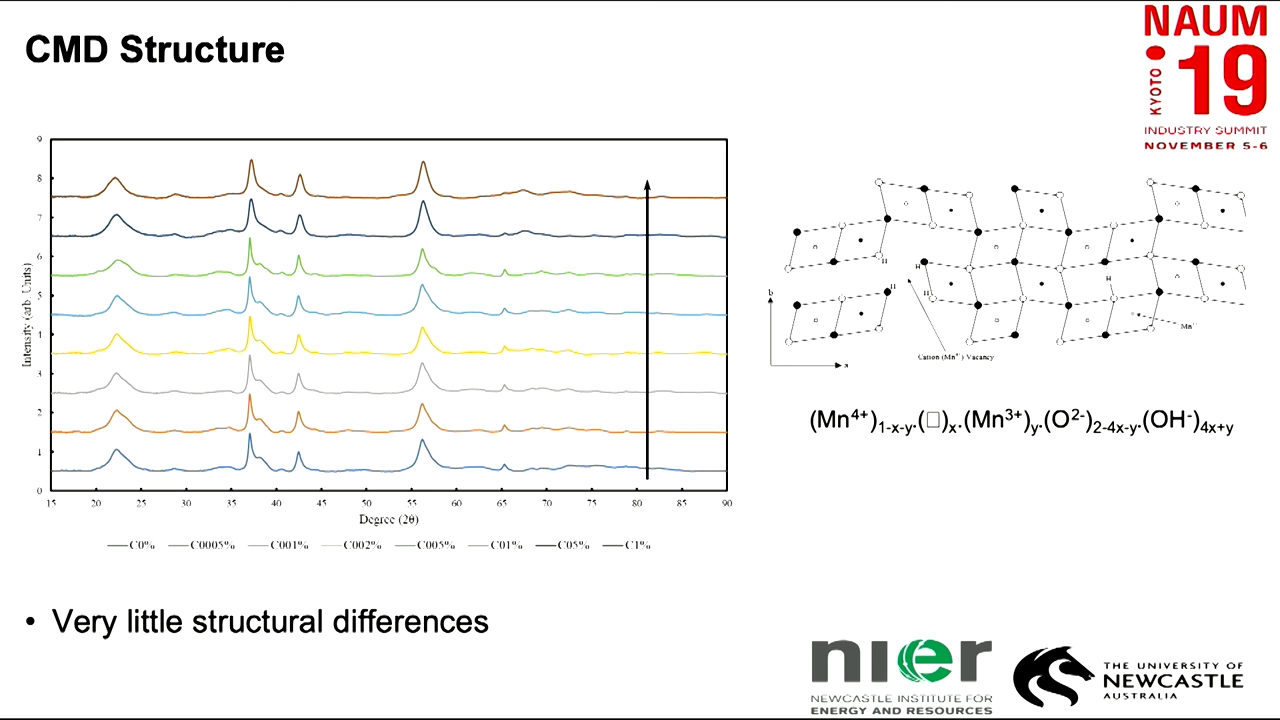 CMD Structure
NAUM
KYOTO
i19
INDUSTRY SUMMIT
NOVEMBER 5-6
9
8
7
6
5
4
3
2
1
0
Intensity (arb. Units)
15 20 25 30 35 40 45 50 55 60 65 70 75 80 85 90
Degree (2θ)
C0% C0005% C001% C002% C005% C01% C05% C1%
H
H
H
H
H
b
a
Cation (Mn⁴⁺) Vacancy
(Mn⁴⁺)₁₋ₓ₋ᵧ.(□)ₓ.(Mn³⁺)ᵧ.(O²⁻)₂₋₄ₓ₋ᵧ.(OH⁻)₄ₓ₊ᵧ
• Very little structural differences
nier
NEWCASTLE INSTITUTE FOR
ENERGY AND RESOURCES
THE UNIVERSITY OF
NEWCASTLE
AUSTRALIA